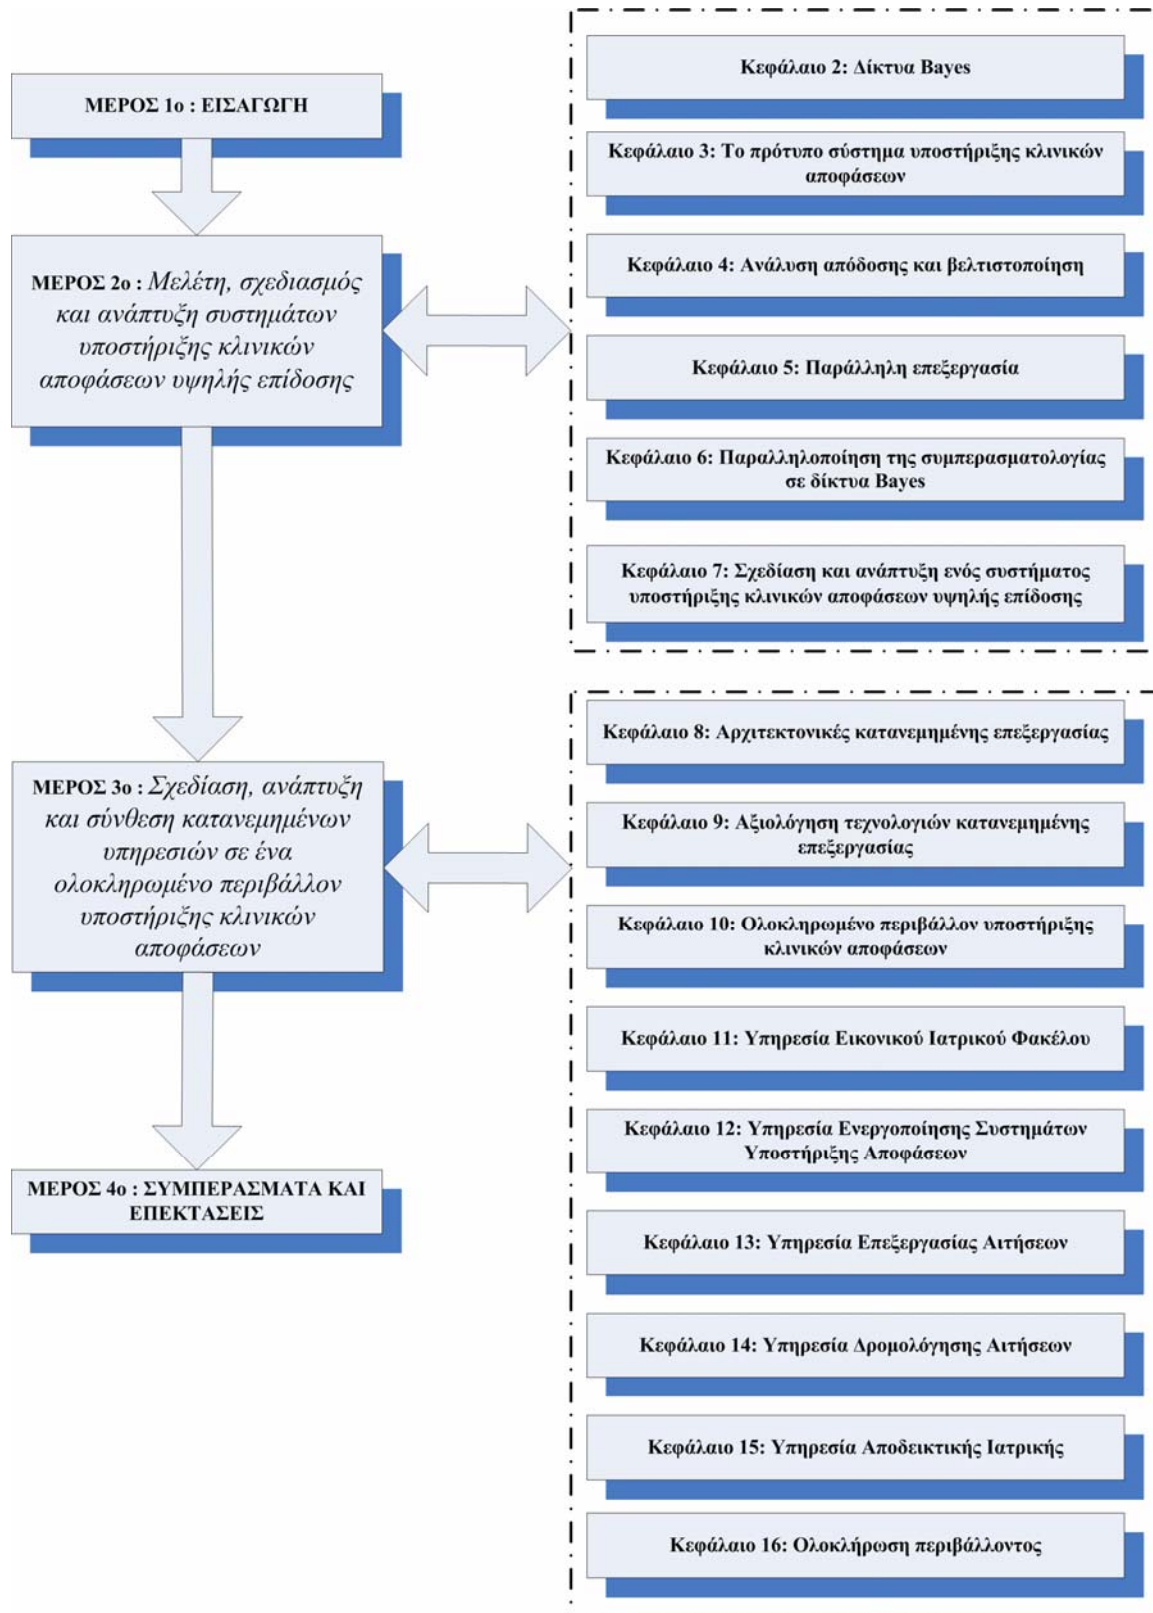 ΜΕΡΟΣ 1ο : ΕΙΣΑΓΩΓΗ
ΜΕΡΟΣ 2ο : Μελέτη, σχεδιασμός
και ανάπτυξη συστημάτων
υποστήριξης κλινικών
αποφάσεων υψηλής επίδοσης
Κεφάλαιο 2: Δίκτυα Bayes
Κεφάλαιο 3: Το πρότυπο σύστημα υποστήριξης κλινικών
αποφάσεων
Κεφάλαιο 4: Ανάλυση απόδοσης και βελτιστοποίηση
Κεφάλαιο 5: Παράλληλη επεξεργασία
Κεφάλαιο 6: Παραλληλοποίηση της συμπερασματολογίας
σε δίκτυα Bayes
Κεφάλαιο 7: Σχεδίαση και ανάπτυξη ενός συστήματος
υποστήριξης κλινικών αποφάσεων υψηλής επίδοσης
ΜΕΡΟΣ 3ο : Σχεδίαση, ανάπτυξη
και σύνθεση κατανεμημένων
υπηρεσιών σε ένα
ολοκληρωμένο περιβάλλον
υποστήριξης κλινικών
αποφάσεων
Κεφάλαιο 8: Αρχιτεκτονικές κατανεμημένης επεξεργασίας
Κεφάλαιο 9: Αξιολόγηση τεχνολογιών κατανεμημένης
επεξεργασίας
Κεφάλαιο 10: Ολοκληρωμένο περιβάλλον υποστήριξης
κλινικών αποφάσεων
Κεφάλαιο 11: Υπηρεσία Εικονικού Ιατρικού Φακέλου
Κεφάλαιο 12: Υπηρεσία Ενεργοποίησης Συστημάτων
Υποστήριξης Αποφάσεων
Κεφάλαιο 13: Υπηρεσία Επεξεργασίας Αιτήσεων
Κεφάλαιο 14: Υπηρεσία Δρομολόγησης Αιτήσεων
Κεφάλαιο 15: Υπηρεσία Αποδεικτικής Ιατρικής
Κεφάλαιο 16: Ολοκλήρωση περιβάλλοντος
ΜΕΡΟΣ 4ο : ΣΥΜΠΕΡΑΣΜΑΤΑ ΚΑΙ
ΕΠΕΚΤΑΣΕΙΣ